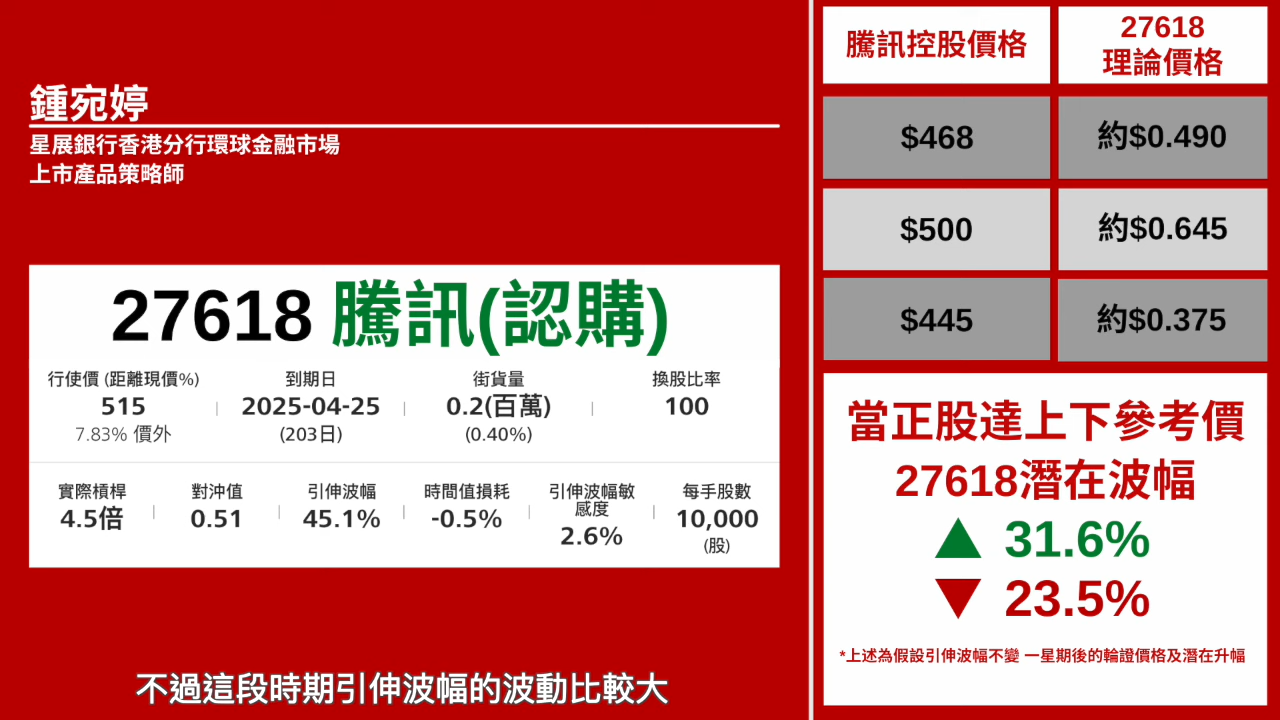 鍾宛婷
星展銀行香港分行環球金融市場
上市產品策略師
27618 騰訊(認購)
行使價 (距離現價%)
515
7.83% 價外
到期日
2025-04-25
(203日)
街貨量
0.2(百萬)
(0.40%)
換股比率
100
實際槓桿
4.5倍
對沖值
0.51
引伸波幅
45.1%
時間值損耗
-0.5%
引伸波幅敏
感度
2.6%
每手股數
10,000
(股)
騰訊控股價格
27618
理論價格
$468
約$0.490
$500
約$0.645
$445
約$0.375
當正股達上下參考價
27618潛在波幅
▲ 31.6%
▼ 23.5%
*上述為假設引伸波幅不變 一星期後的輪證價格及潛在升幅
不過這段時期引伸波幅的波動比較大